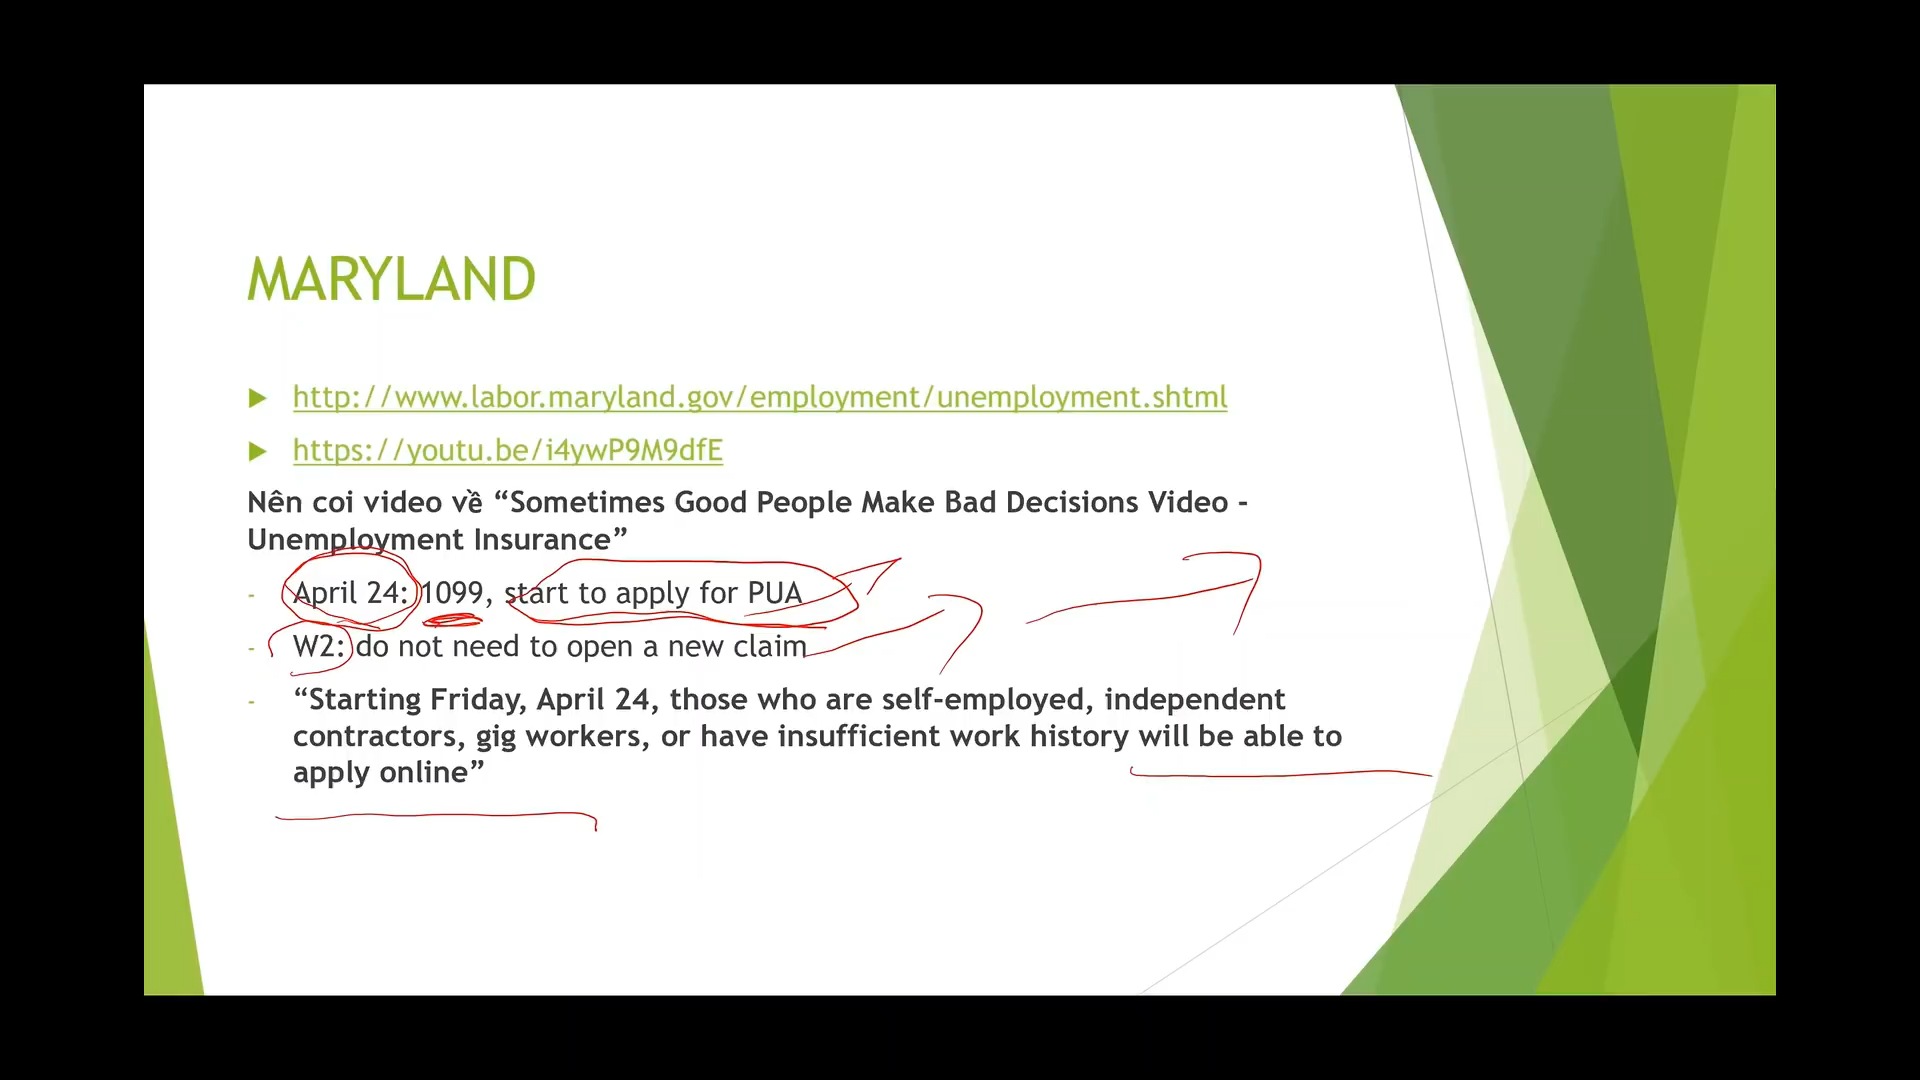 MARYLAND
http://www.labor.maryland.gov/employment/unemployment.shtml
https://youtu.be/i4ywP9M9dfE
Nên coi video về “Sometimes Good People Make Bad Decisions Video -
Unemployment Insurance”
- April 24: 1099, start to apply for PUA
- W2: do not need to open a new claim
- “Starting Friday, April 24, those who are self-employed, independent
contractors, gig workers, or have insufficient work history will be able to
apply online”